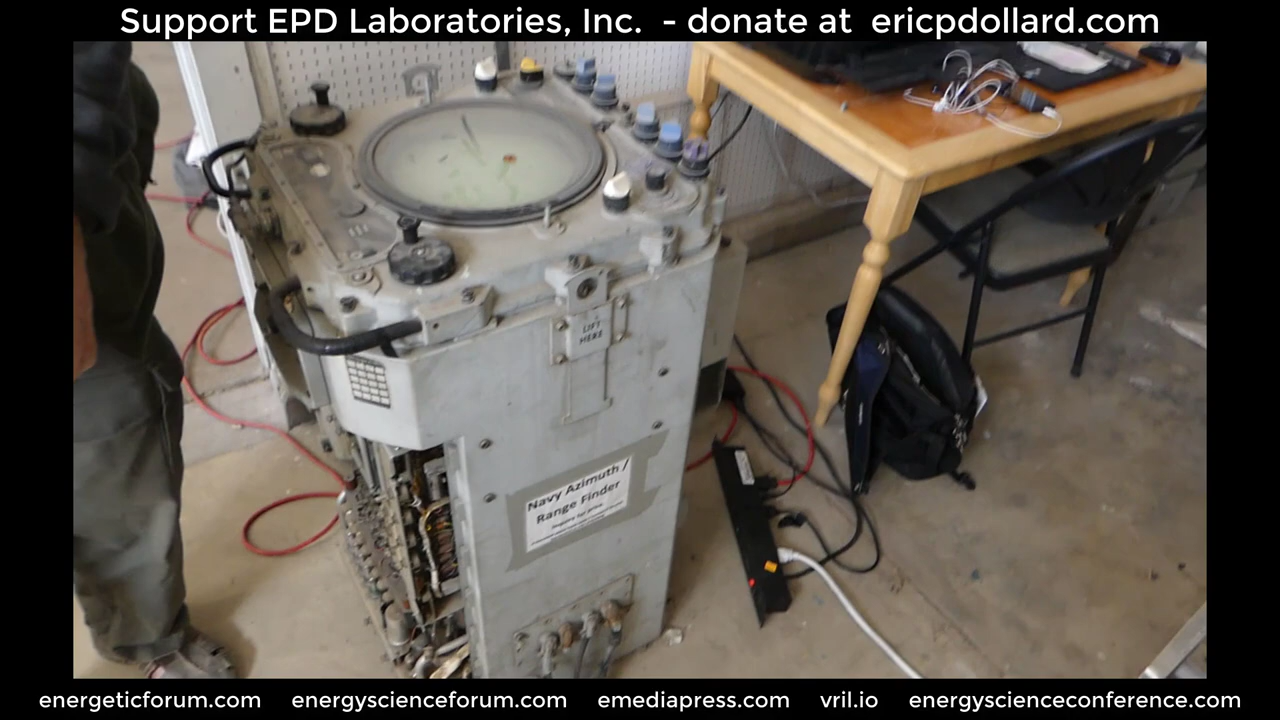 Support EPD Laboratories, Inc.  - donate at  ericpdollard.com
LIFT
HERE
Navy Azimuth /
Range Finder
energeticforum.com energyscienceforum.com emediapress.com vril.io energyscienceconference.com